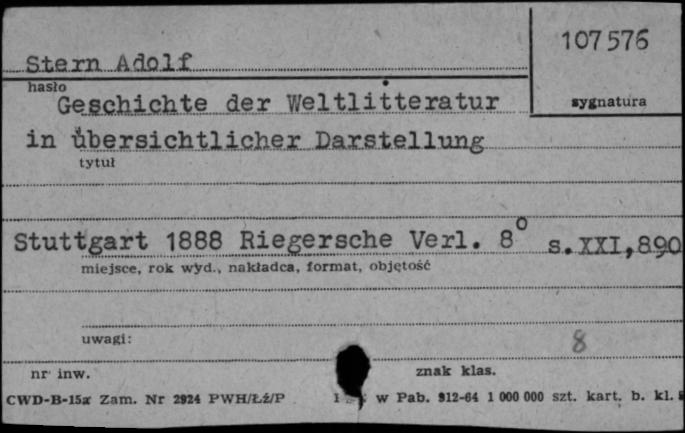 107576
Stern Adolf
hasło
sygnatura
Geschichte der Weltlitteratur
in übersichtlicher Darstellung
tytuł
Stuttgart 1888 Riegersche Verl. 8° s.XXI,890
miejsce, rok wyd., nakładca, format, objętość
uwagi:
8
nr inw.
znak klas.
CWD-B-15a Zam. Nr 2924 PWH/Łź/P w Pab. 912-64 1 000 000 szt. kart. b. kl.